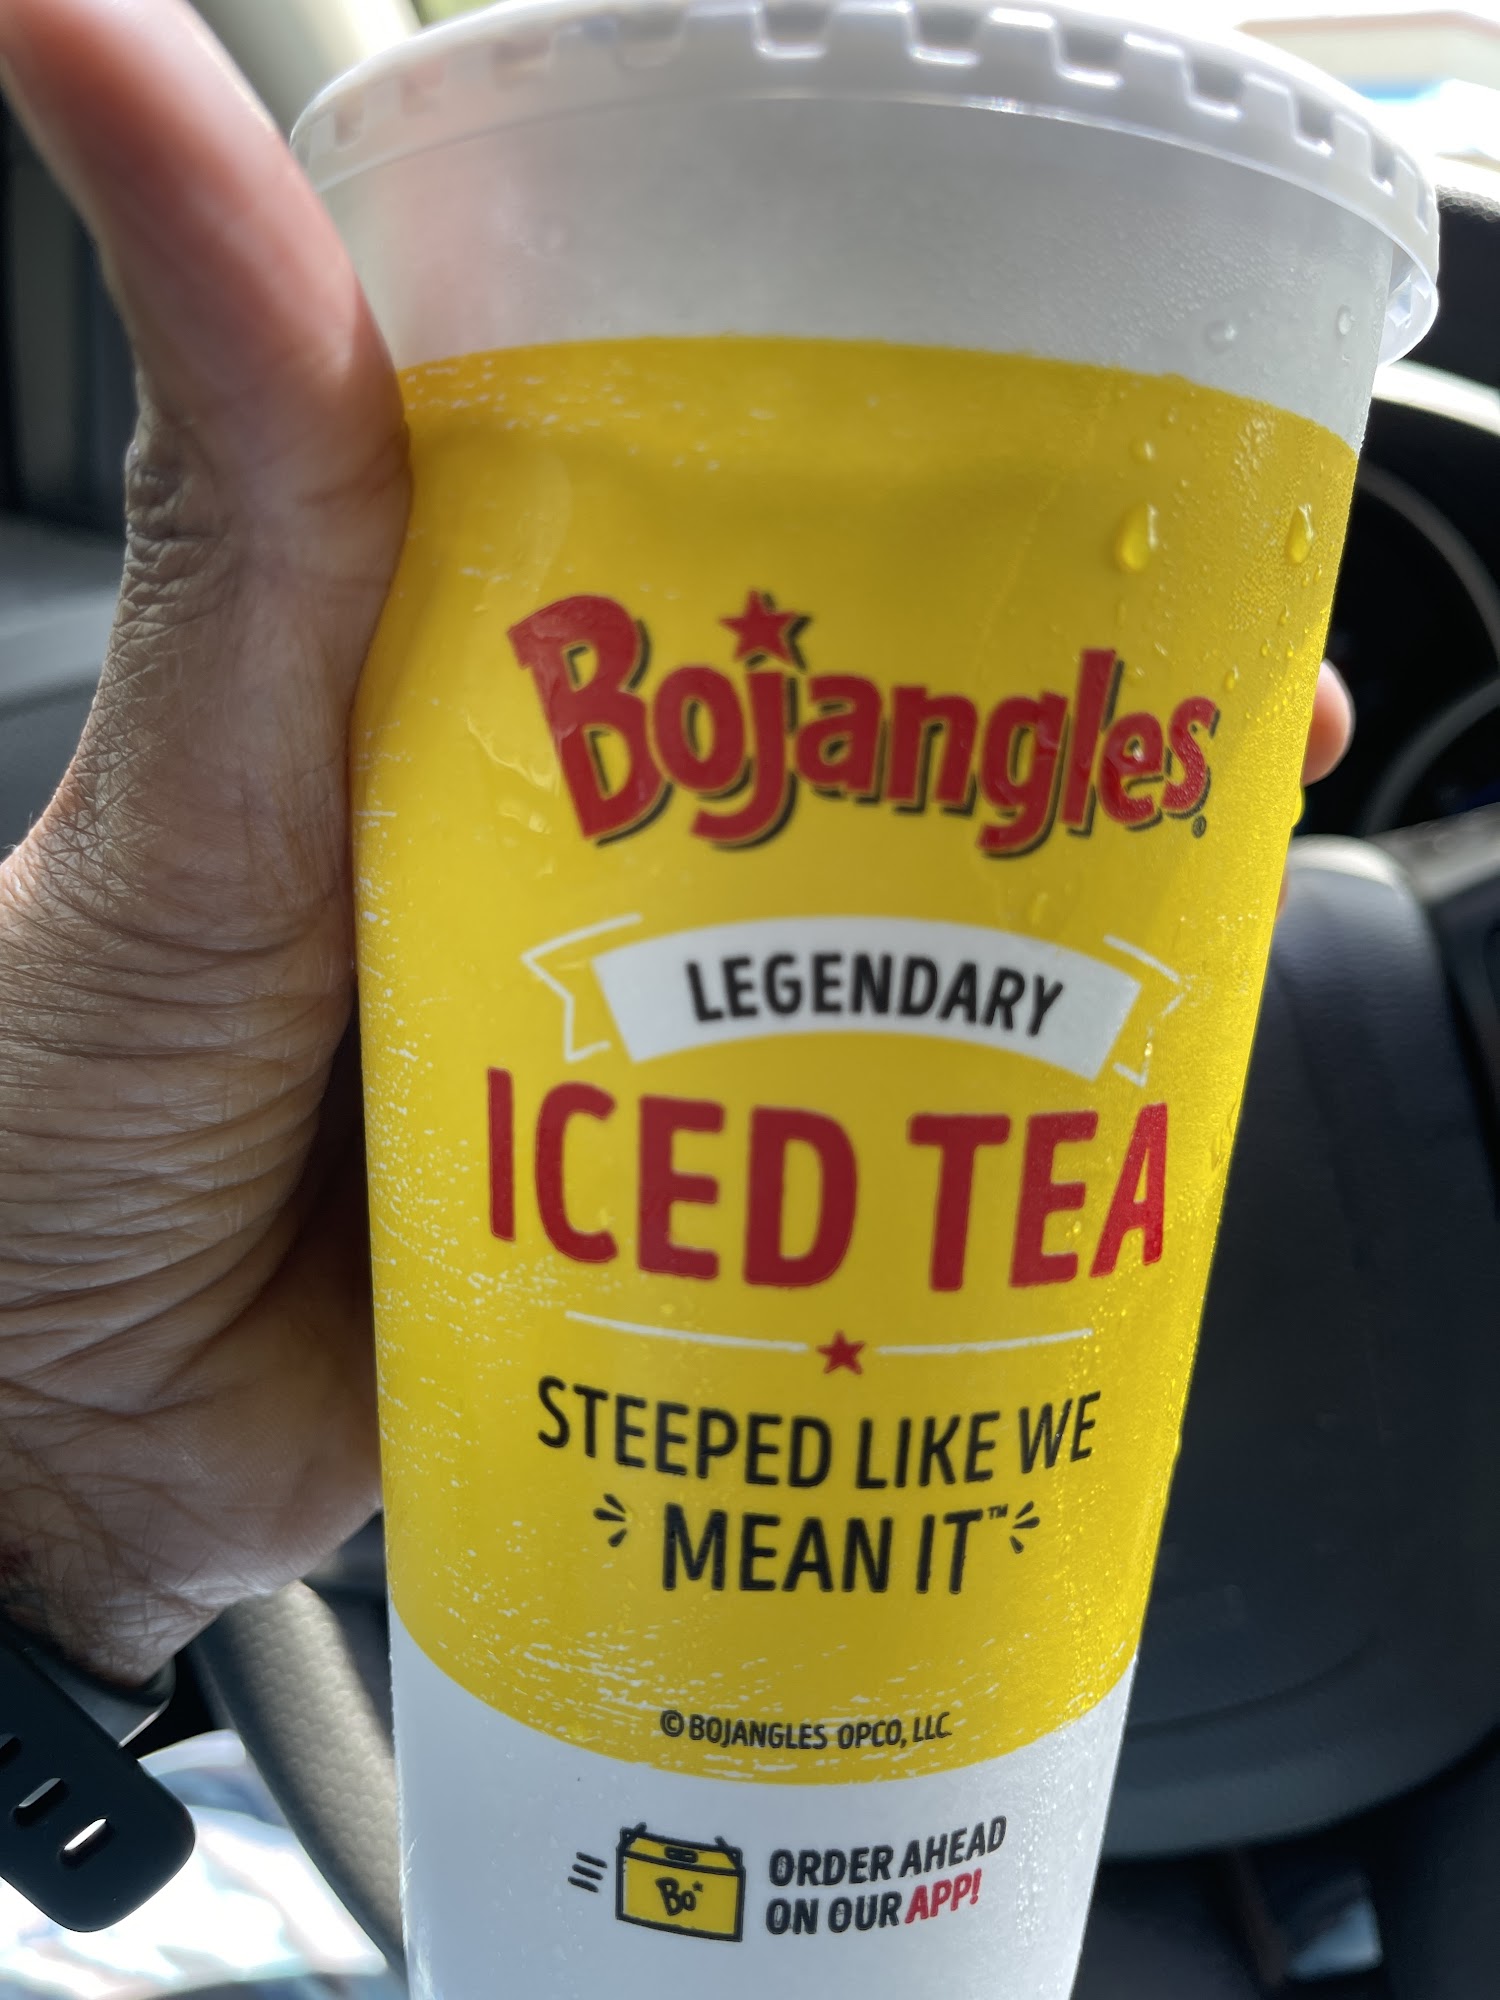 Bojangles®
LEGENDARY
ICED TEA
STEEPED LIKE WE
MEAN IT™
© BOJANGLES OPCO, LLC
Bo
ORDER AHEAD
ON OUR APP!